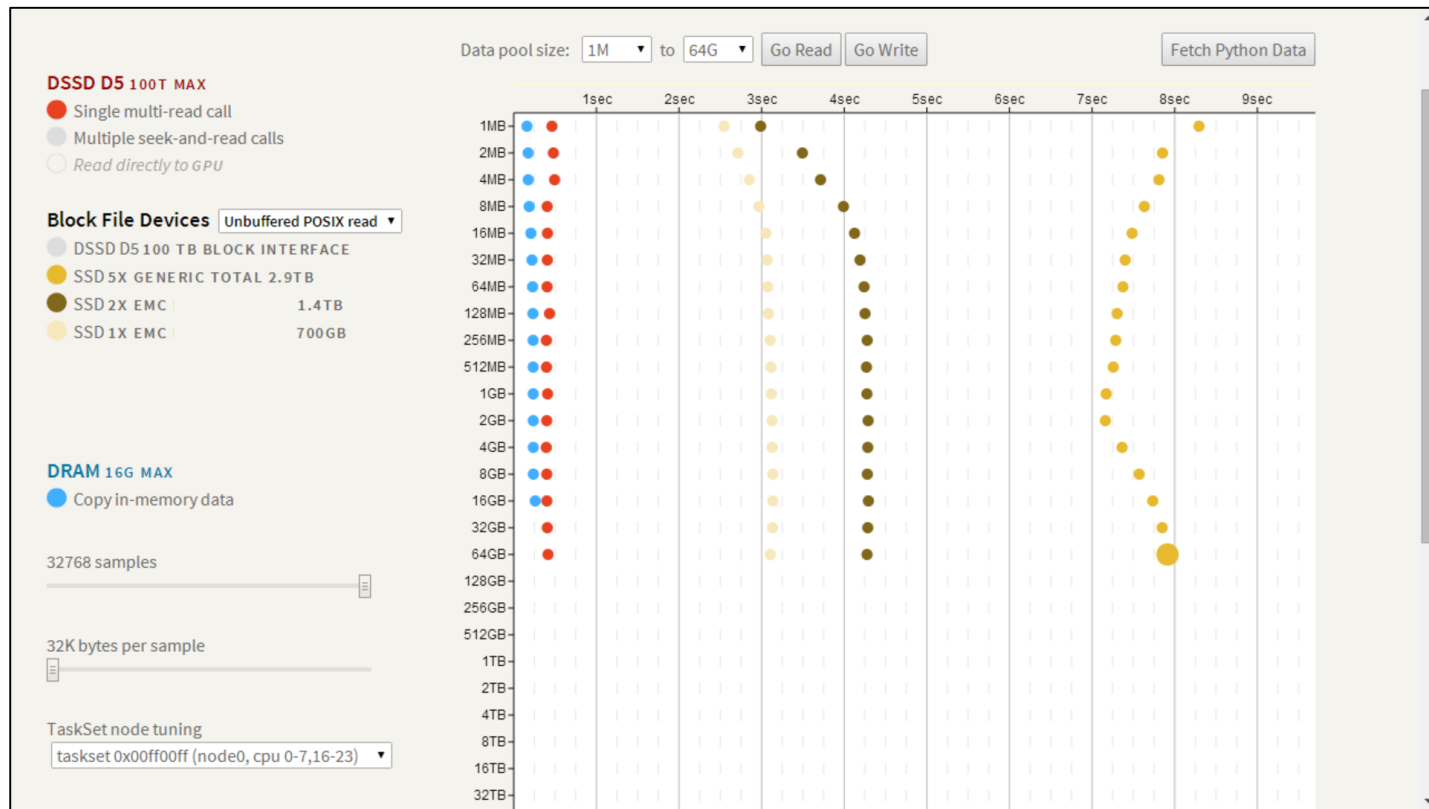 Data pool size: 1M to 64G Go Read Go Write Fetch Python Data
DSSD D5 100T MAX
Single multi-read call
Multiple seek-and-read calls
Read directly to GPU
Block File Devices Unbuffered POSIX read
DSSD D5 100 TB BLOCK INTERFACE
SSD 5X GENERIC TOTAL 2.9TB
SSD 2X EMC 1.4TB
SSD 1X EMC 700GB
DRAM 16G MAX
Copy in-memory data
32768 samples
32K bytes per sample
TaskSet node tuning
taskset 0x00ff00ff (node0, cpu 0-7,16-23)
1sec 2sec 3sec 4sec 5sec 6sec 7sec 8sec 9sec
1MB
2MB
4MB
8MB
16MB
32MB
64MB
128MB
256MB
512MB
1GB
2GB
4GB
8GB
16GB
32GB
64GB
128GB
256GB
512GB
1TB
2TB
4TB
8TB
16TB
32TB